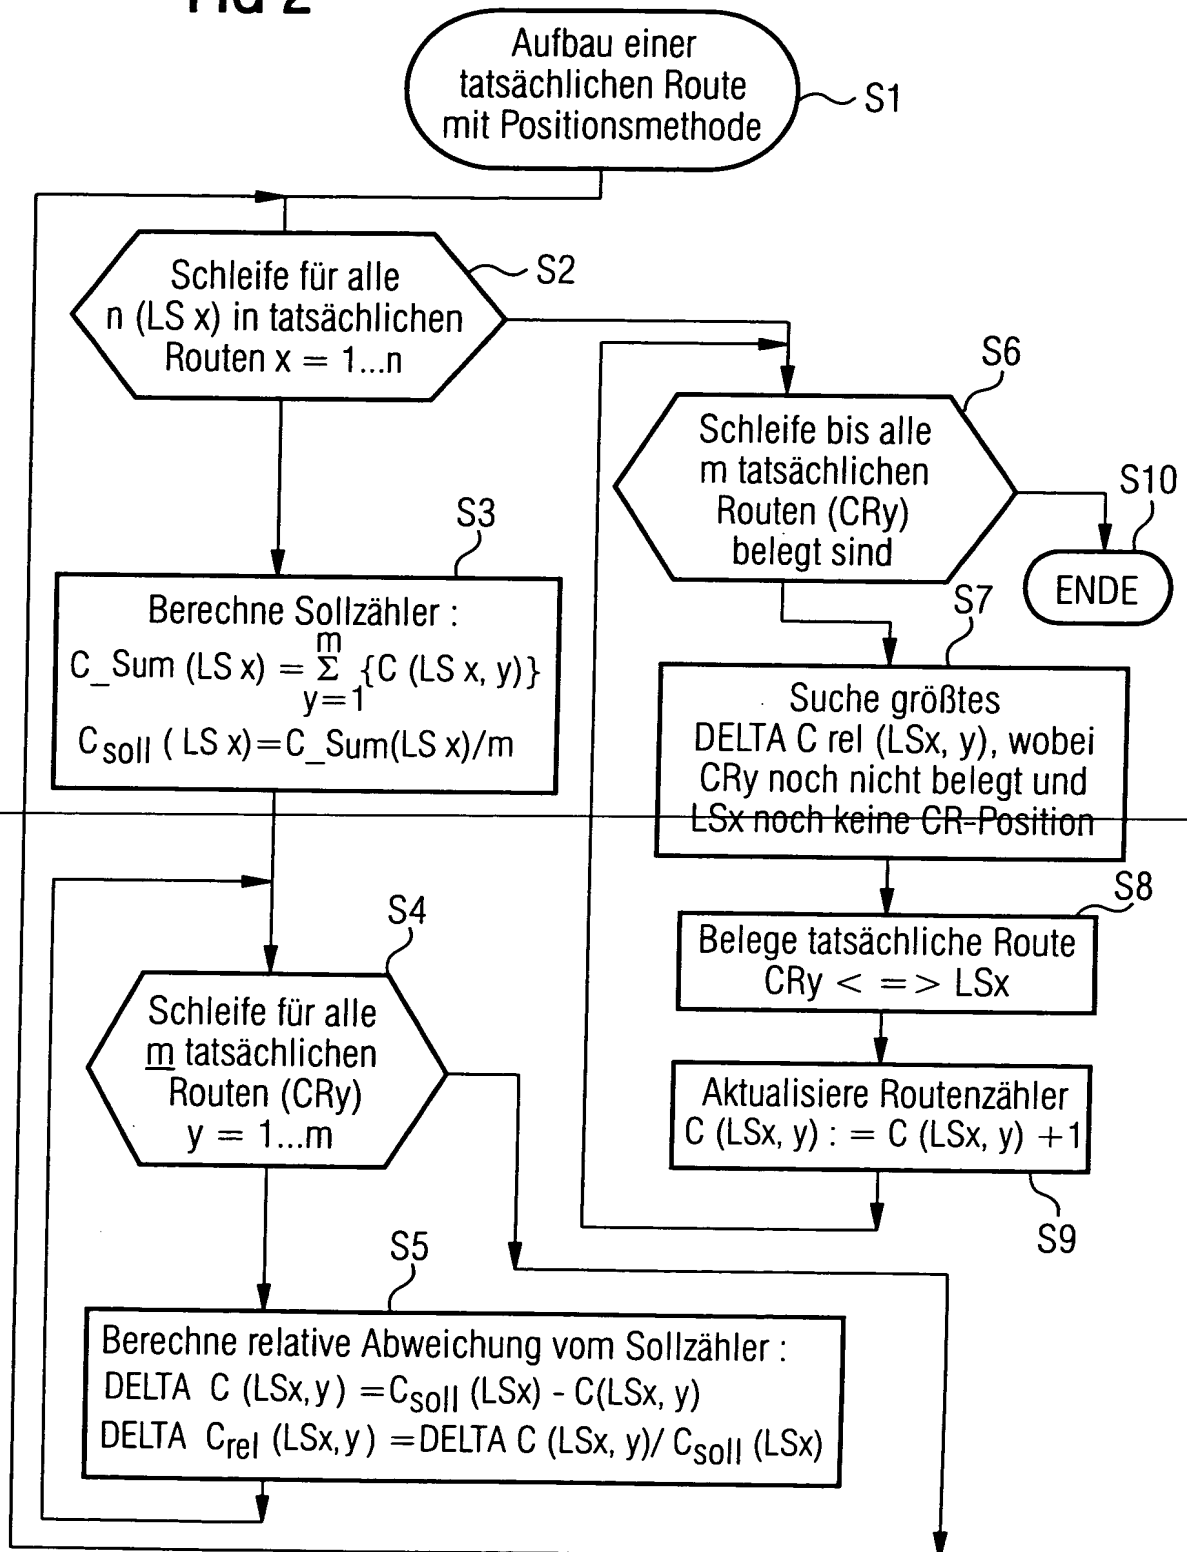 FIG 2
Aufbau einer
tatsächlichen Route
mit Positionsmethode
S1
Schleife für alle
n (LS x) in tatsächlichen
Routen x = 1...n
S2
S3
Berechne Sollzähler :
C_Sum (LS x) = m Σ y=1 {C (LS x, y)}
Csoll ( LS x)=C_Sum(LS x)/m
S4
Schleife für alle
m tatsächlichen
Routen (CRy)
y = 1...m
S5
Berechne relative Abweichung vom Sollzähler :
DELTA C (LSx,y ) =Csoll (LSx) - C(LSx, y)
DELTA Crel (LSx,y ) =DELTA C (LSx, y)/ Csoll (LSx)
S6
Schleife bis alle
m tatsächlichen
Routen (CRy)
belegt sind
S10
ENDE
S7
Suche größtes
DELTA C rel (LSx, y), wobei
CRy noch nicht belegt und
LSx noch keine CR-Position
S8
Belege tatsächliche Route
CRy < = > LSx
Aktualisiere Routenzähler
C (LSx, y) : = C (LSx, y) +1
S9